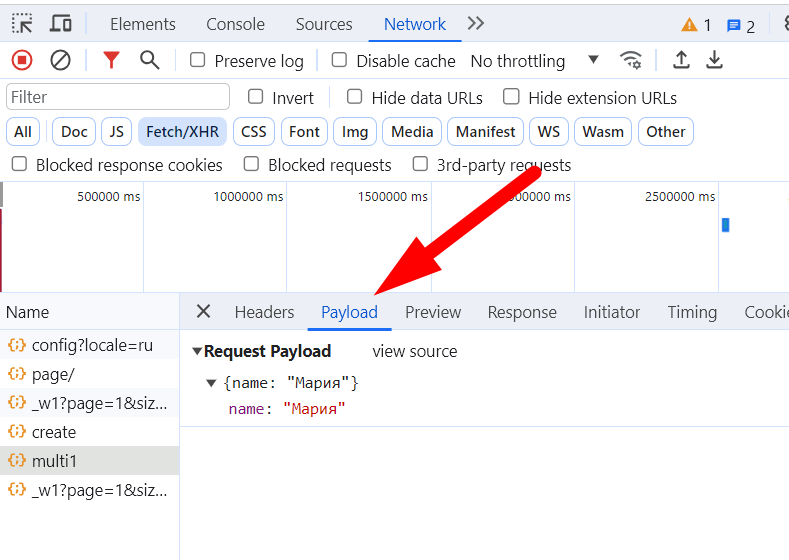 Elements Console Sources Network
1 2
Preserve log Disable cache No throttling
Filter Invert Hide data URLs Hide extension URLs
All Doc JS Fetch/XHR CSS Font Img Media Manifest WS Wasm Other
Blocked response cookies Blocked requests 3rd-party requests
500000 ms 1000000 ms 1500000 ms ms 2500000 ms
Name Headers Payload Preview Response Initiator Timing Cookie
Request Payload view source
config?locale=ru
page/
{name: "Мария"}
_w1?page=1&siz...
name: "Мария"
create
multi1
_w1?page=1&siz...